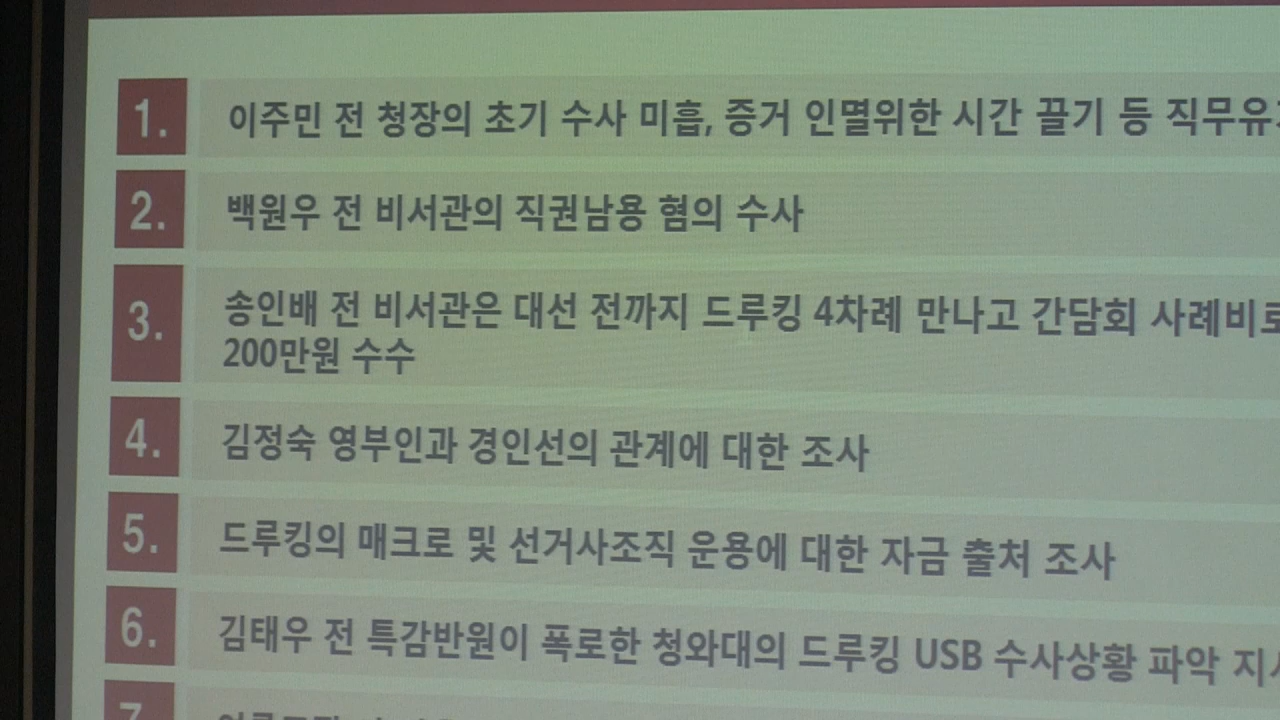 1. 이주민 전 청장의 초기 수사 미흡, 증거 인멸위한 시간 끌기 등 직무유
2. 백원우 전 비서관의 직권남용 혐의 수사
3. 송인배 전 비서관은 대선 전까지 드루킹 4차례 만나고 간담회 사례비로
200만원 수수
4. 김정숙 영부인과 경인선의 관계에 대한 조사
5. 드루킹의 매크로 및 선거사조직 운용에 대한 자금 출처 조사
6. 김태우 전 특감반원이 폭로한 청와대의 드루킹 USB 수사상황 파악 지
7.